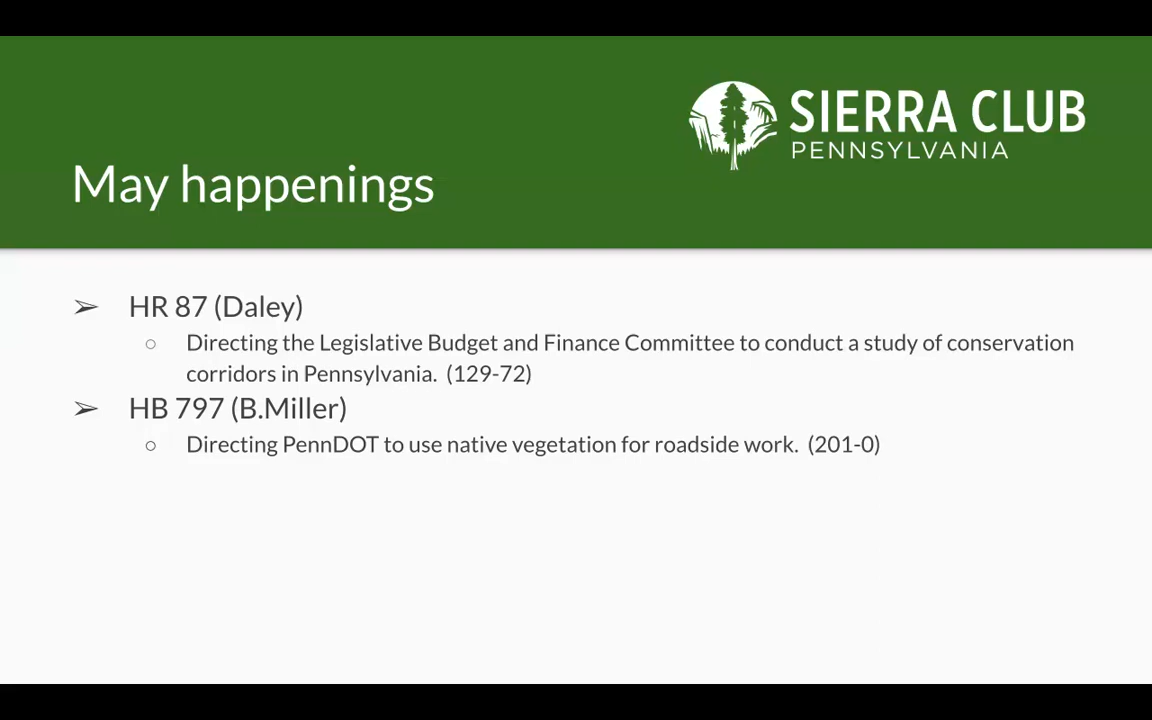 SIERRA CLUB
PENNSYLVANIA
May happenings
➢ HR 87 (Daley)
○ Directing the Legislative Budget and Finance Committee to conduct a study of conservation
corridors in Pennsylvania. (129-72)
➢ HB 797 (B.Miller)
○ Directing PennDOT to use native vegetation for roadside work. (201-0)